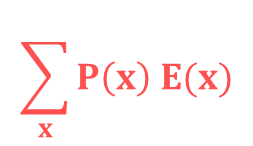 ∑ P(x) E(x)
x